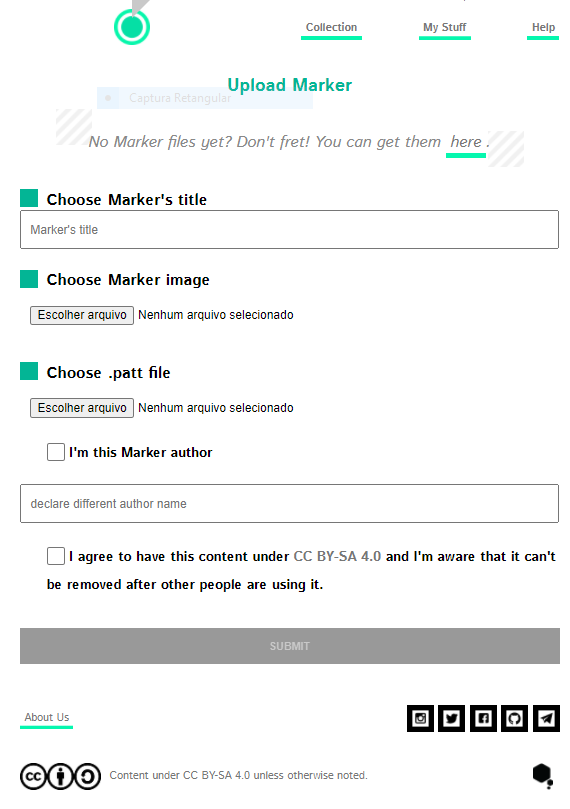 Collection My Stuff Help
Upload Marker
Captura Retangular
No Marker files yet? Don't fret! You can get them here .
Choose Marker's title
Marker's title
Choose Marker image
Escolher arquivo Nenhum arquivo selecionado
Choose .patt file
Escolher arquivo Nenhum arquivo selecionado
I'm this Marker author
declare different author name
I agree to have this content under CC BY-SA 4.0 and I'm aware that it can't
be removed after other people are using it.
SUBMIT
About Us
cc Content under CC BY-SA 4.0 unless otherwise noted.